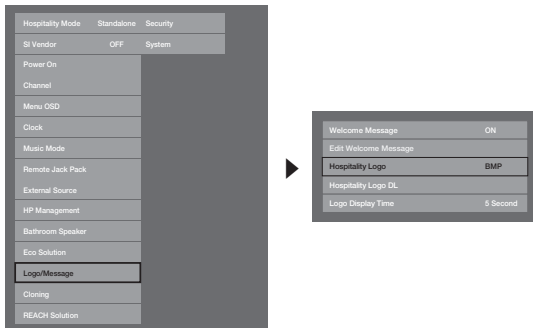 Hospitality Mode Standalone Security
SI Vendor OFF System
Power On
Channel
Menu OSD
Clock
Music Mode
Remote Jack Pack
External Source
HP Management
Bathroom Speaker
Eco Solution
Logo/Message
Cloning
REACH Solution
Welcome Message ON
Edit Welcome Message
Hospitality Logo BMP
Hospitality Logo DL
Logo Display Time 5 Second